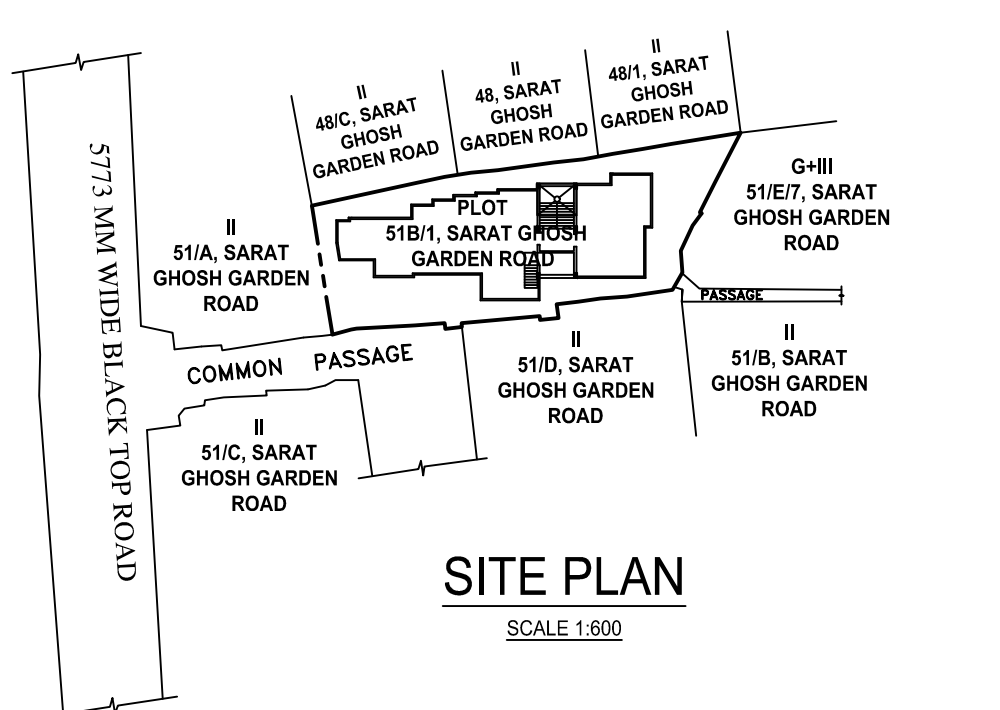 II
48/C, SARAT
GHOSH
GARDEN ROAD
II
48, SARAT
GHOSH
GARDEN ROAD
II
48/1, SARAT
GHOSH
GARDEN ROAD
G+III
51/E/7, SARAT
GHOSH GARDEN
ROAD
5773 MM WIDE BLACK TOP ROAD
II
51/A, SARAT
GHOSH GARDEN
ROAD
PLOT
51B/1, SARAT GHOSH
GARDEN ROAD
PASSAGE
COMMON PASSAGE
II
51/D, SARAT
GHOSH GARDEN
ROAD
II
51/B, SARAT
GHOSH GARDEN
ROAD
II
51/C, SARAT
GHOSH GARDEN
ROAD
SITE PLAN
SCALE 1:600